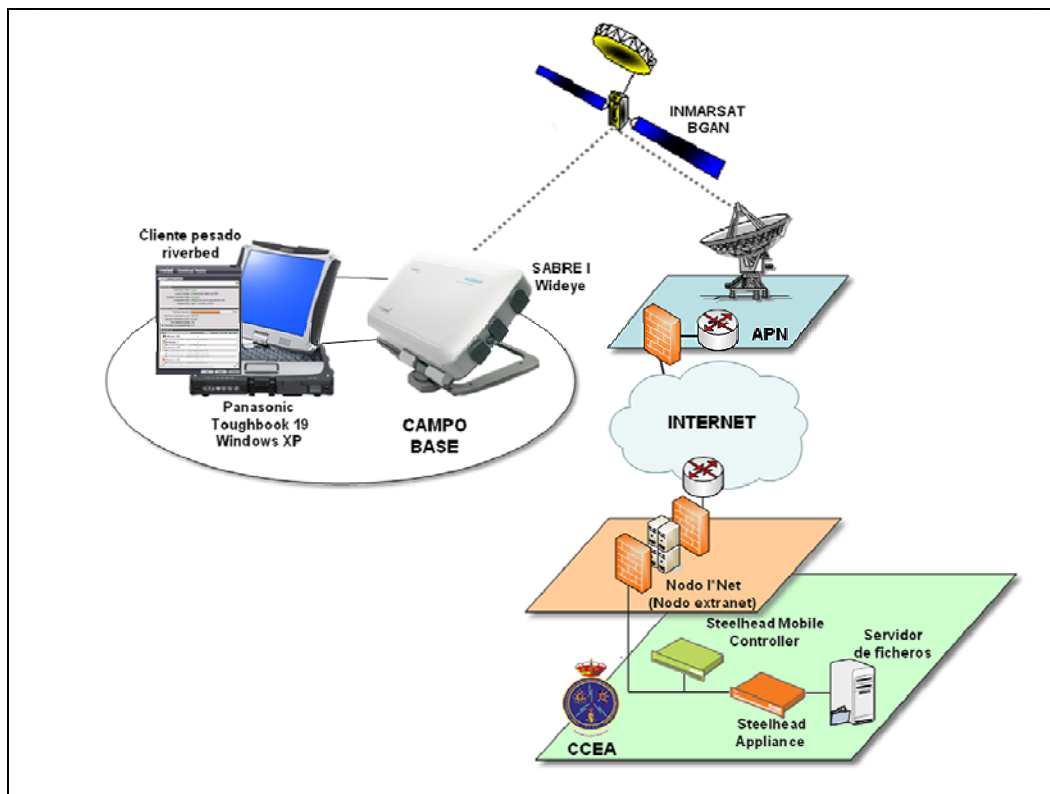 INMARSAT
BGAN
Cliente pesado
riverbed
SABRE I
Wideye
APN
Panasonic
Toughbook 19
Windows XP
CAMPO
BASE
INTERNET
Nodo I*Net
(Nodo extranet)
Steelhead Mobile
Controller
Servidor
de ficheros
CCEA
Steelhead
Appliance